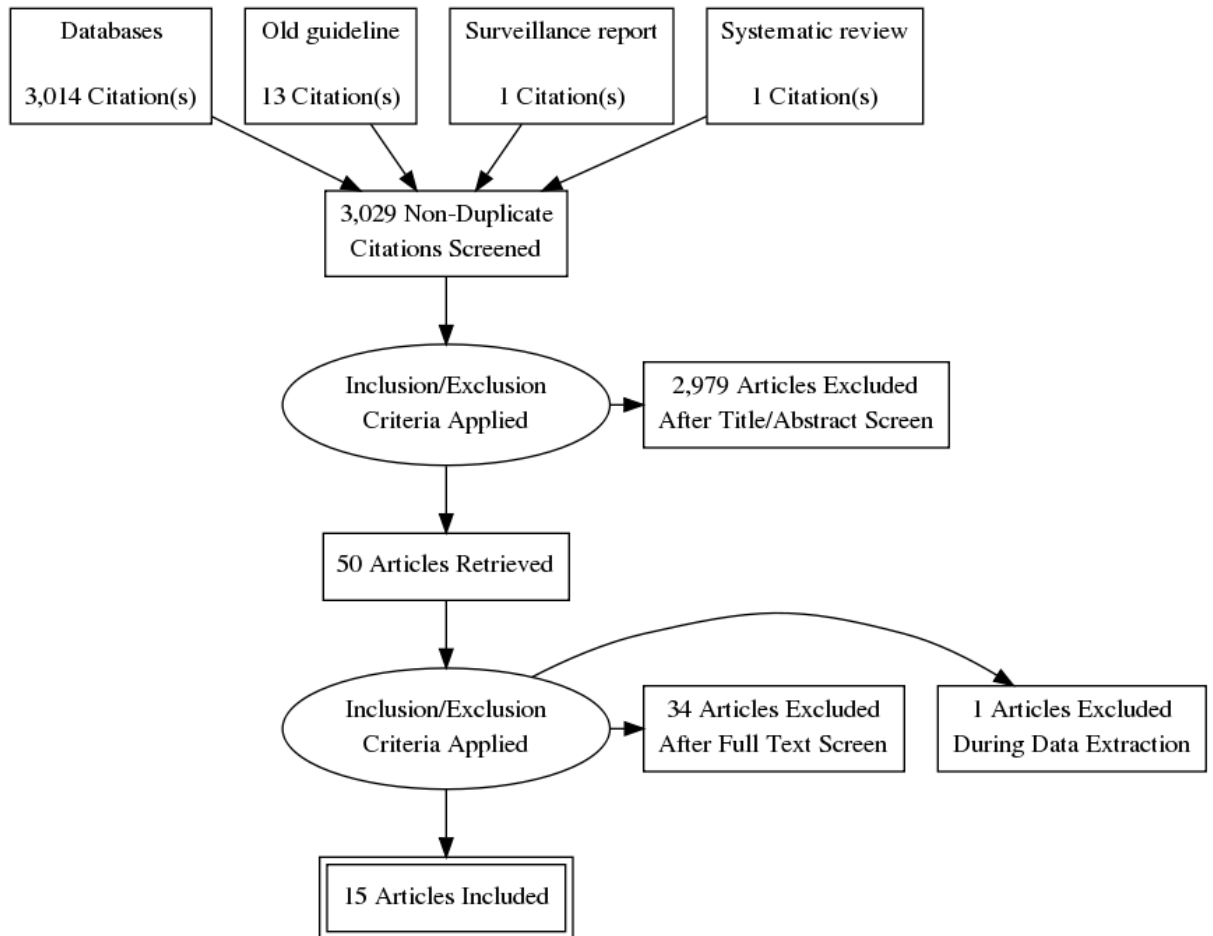 Databases
3,014 Citation(s)
Old guideline
13 Citation(s)
Surveillance report
1 Citation(s)
Systematic review
1 Citation(s)
3,029 Non-Duplicate
Citations Screened
Inclusion/Exclusion
Criteria Applied
2,979 Articles Excluded
After Title/Abstract Screen
50 Articles Retrieved
Inclusion/Exclusion
Criteria Applied
34 Articles Excluded
After Full Text Screen
1 Articles Excluded
During Data Extraction
15 Articles Included